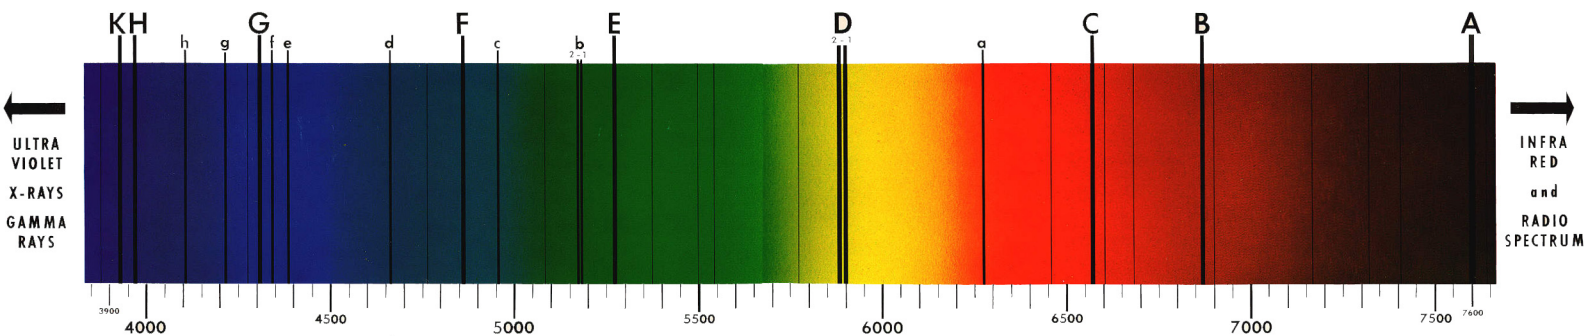 K H G F E D C B A
h g f e d c b a
2 - 1 2 - 1
ULTRA
VIOLET
X-RAYS
GAMMA
RAYS
INFRA
RED
and
RADIO
SPECTRUM
3900 4000 4500 5000 5500 6000 6500 7000 7500 7600